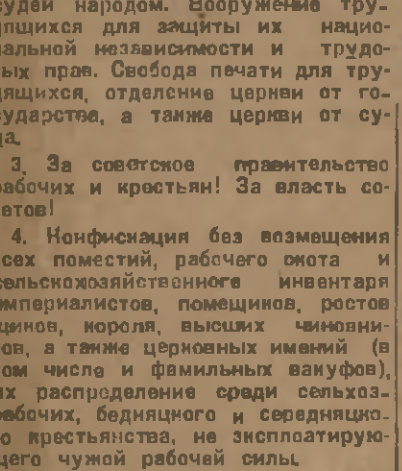 судей народом. Вооружение тру-
дящихся для защиты их нацио-
нальной независимости и трудо-
вых прав. Свобода печати для тру-
дящихся, отделение церкви от го-
сударства, а также церкви от су-
да.
3. За советское правительство
рабочих и крестьян! За власть со-
ветов!
4. Конфискация без возмещения
всех поместий, рабочего скота и
сельскохозяйственного инвентаря
империалистов, помещиков, ростов
щиков, короля, высших чиновни-
ков, а также церковных имений (в
том числе и фамильных вакуфов),
их распределение среди сельхоз-
рабочих, бедняцкого и середняцко-
го крестьянства, не эксплоатирую-
щего чужой рабочей силы.